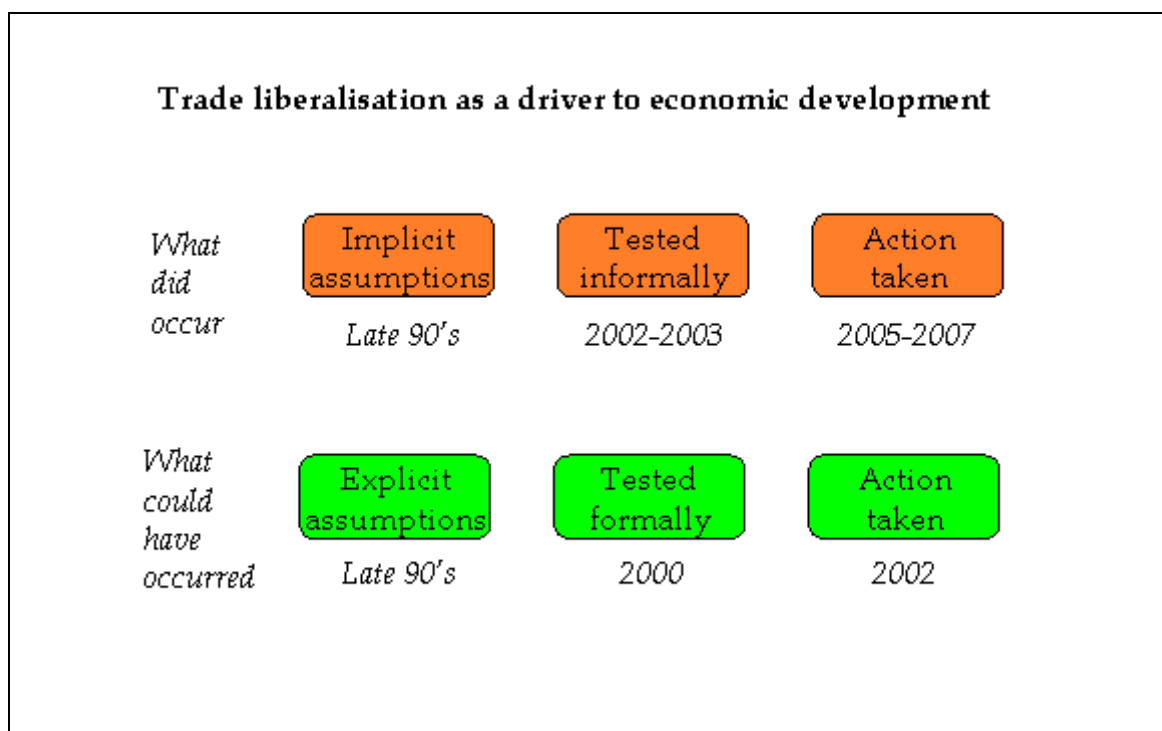 Trade liberalisation as a driver to economic development
What
did
occur
Implicit
assumptions
Late 90's
Tested
informally
2002-2003
Action
taken
2005-2007
What
could
have
occurred
Explicit
assumptions
Late 90's
Tested
formally
2000
Action
taken
2002